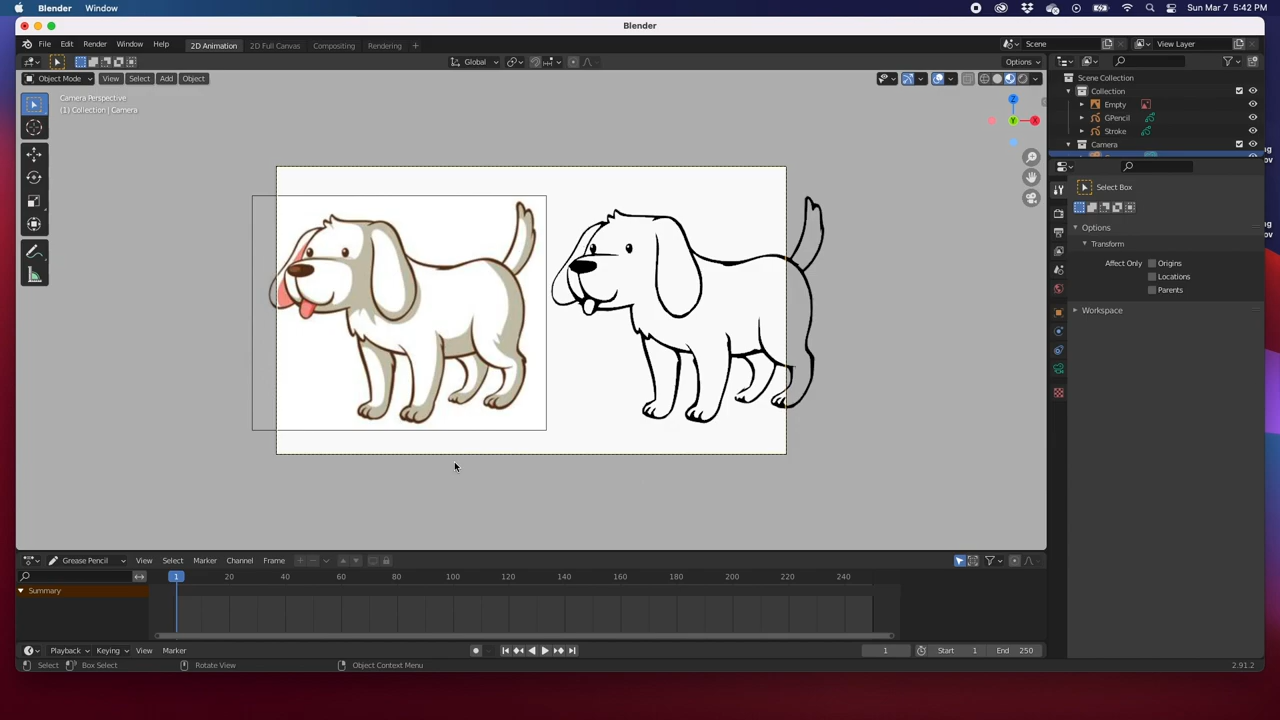 Blender Window Sun Mar 7 5:42 PM
Blender
File Edit Render Window Help 2D Animation 2D Full Canvas Compositing Rendering + Scene View Layer
Global Options
Object Mode View Select Add Object
Scene Collection
Camera Perspective
(1) Collection | Camera
Collection
Empty
GPencil
Stroke
Camera
Z
Y
X
Select Box
Options
Transform
Affect Only Origins
Locations
Parents
Workspace
Grease Pencil View Select Marker Channel Frame
1 20 40 60 80 100 120 140 160 180 200 220 240
Summary
Playback Keying View Marker 1 Start 1 End 250
Select Box Select Rotate View Object Context Menu 2.91.2